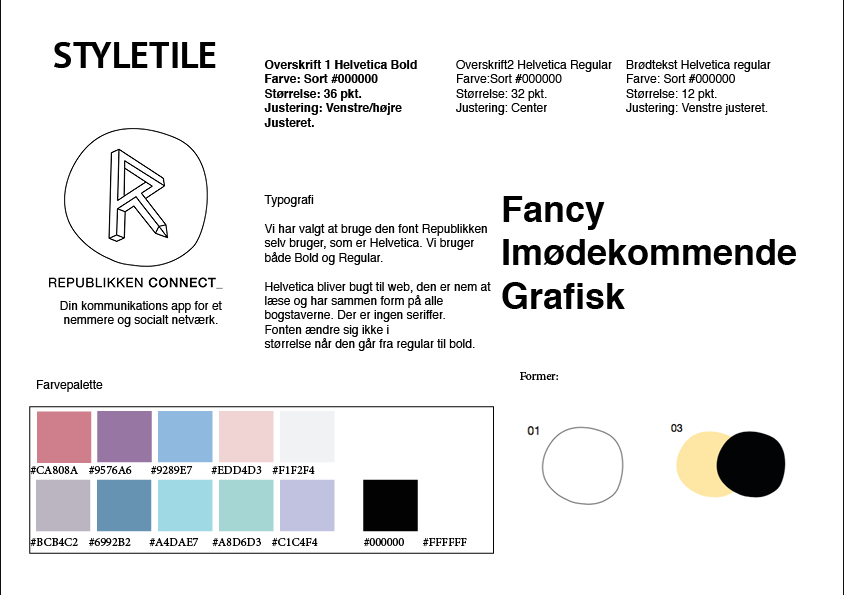 STYLETILE
Overskrift 1 Helvetica Bold
Farve: Sort #000000
Størrelse: 36 pkt.
Justering: Venstre/højre
Justeret.
Overskrift2 Helvetica Regular
Farve:Sort #000000
Størrelse: 32 pkt.
Justering: Center
Brødtekst Helvetica regular
Farve: Sort #000000
Størrelse: 12 pkt.
Justering: Venstre justeret.
REPUBLIKKEN CONNECT_
Din kommunikations app for et
nemmere og socialt netværk.
Typografi
Vi har valgt at bruge den font Republikken
selv bruger, som er Helvetica. Vi bruger
både Bold og Regular.
Helvetica bliver bugt til web, den er nem at
læse og har sammen form på alle
bogstaverne. Der er ingen seriffer.
Fonten ændre sig ikke i
størrelse når den går fra regular til bold.
Fancy
Imødekommende
Grafisk
Farvepalette
#CA808A #9576A6 #9289E7 #EDD4D3 #F1F2F4
#BCB4C2 #6992B2 #A4DAE7 #A8D6D3 #C1C4F4 #000000 #FFFFFF
Former:
01
03